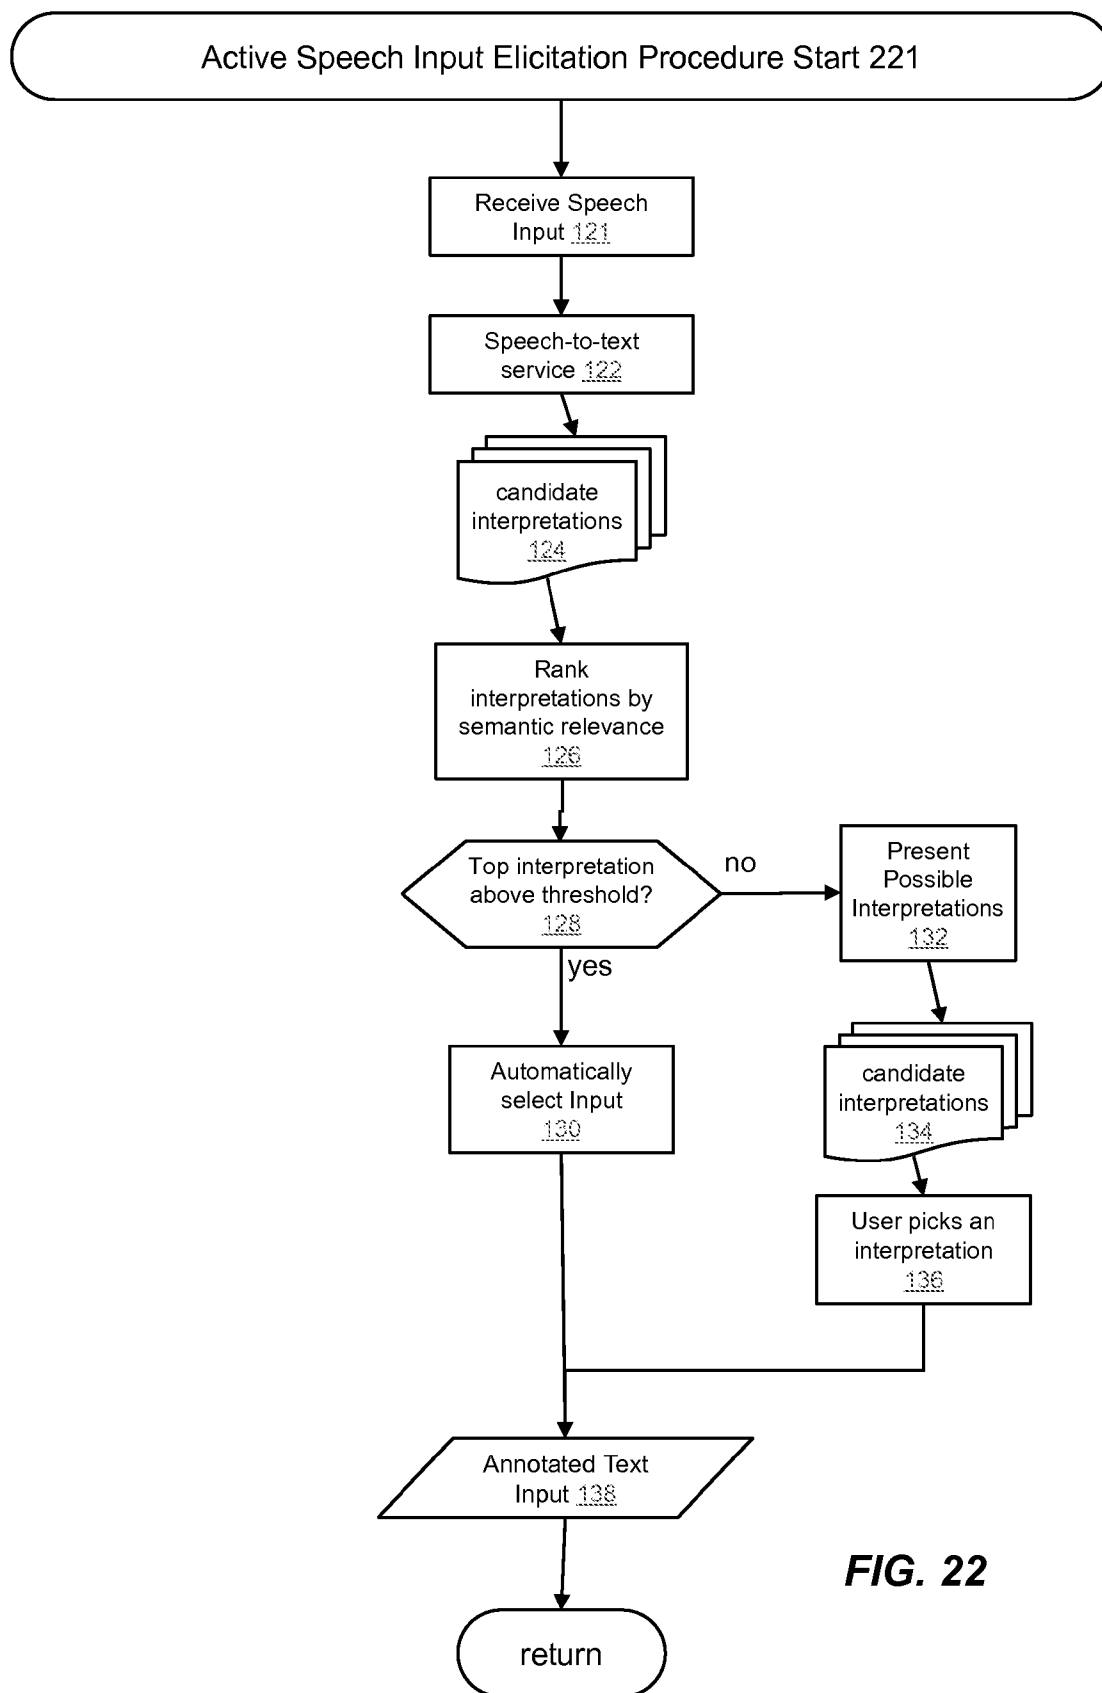 Active Speech Input Elicitation Procedure Start 221
Receive Speech
Input 121
Speech-to-text
service 122
candidate
interpretations
124
Rank
interpretations by
semantic relevance
126
Top interpretation
above threshold?
128
no
yes
Present
Possible
Interpretations
132
Automatically
select Input
130
candidate
interpretations
134
User picks an
interpretation
136
Annotated Text
Input 138
FIG. 22
return